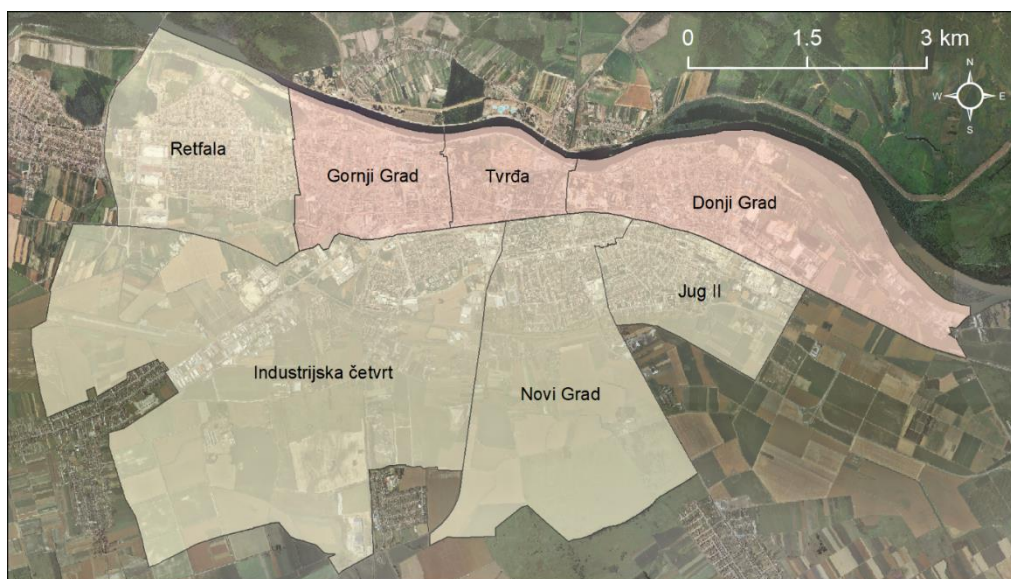 0 1.5 3 km
N
W E
S
Retfala
Gornji Grad
Tvrđa
Donji Grad
Jug II
Industrijska četvrt
Novi Grad